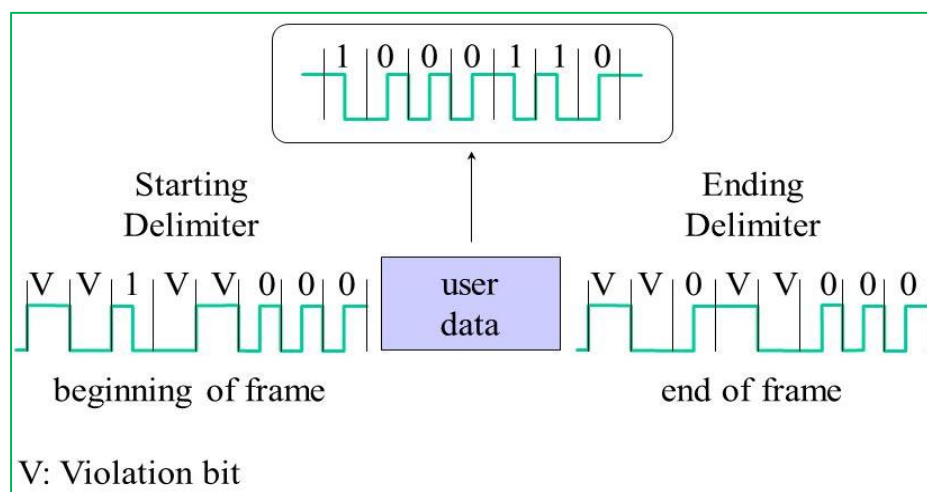 1 0 0 0 1 1 0
Starting
Delimiter
Ending
Delimiter
V V 1 V V 0 0 0
user
data
V V 0 V V 0 0 0
beginning of frame
end of frame
V: Violation bit